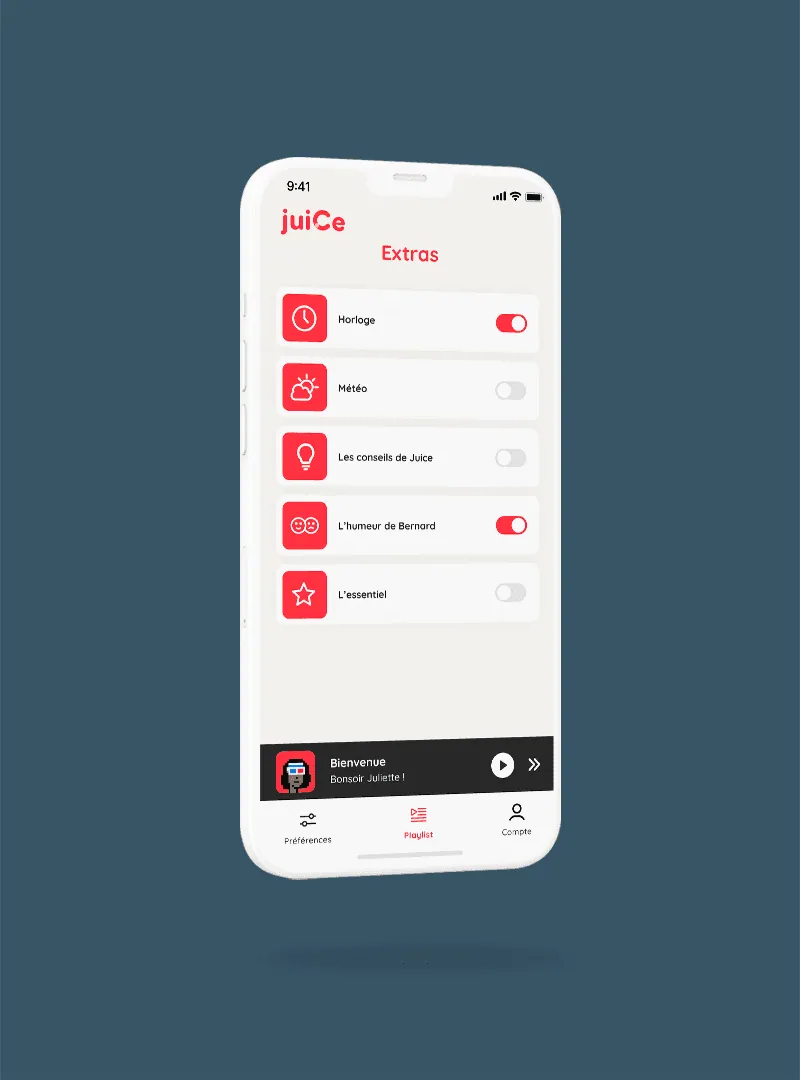 9:41
juiCe
Extras
Horloge
Météo
Les conseils de Juice
L'humeur de Bernard
L'essentiel
Bienvenue
Bonsoir Juliette !
Préférences
Playlist
Compte